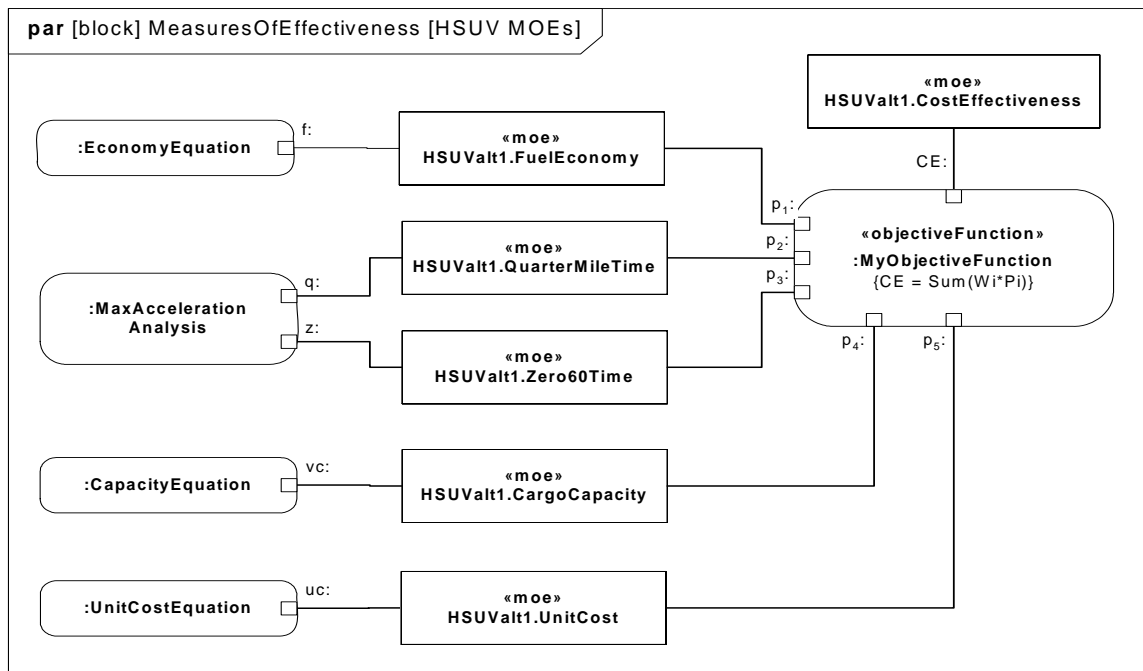 par [block] MeasuresOfEffectiveness [HSUV MOEs]
«moe»
HSUValt1.CostEffectiveness
CE:
:EconomyEquation
f:
«moe»
HSUValt1.FuelEconomy
p1:
p2:
p3:
«objectiveFunction»
:MyObjectiveFunction
{CE = Sum(Wi*Pi)}
p4:
p5:
:MaxAcceleration
Analysis
q:
z:
«moe»
HSUValt1.QuarterMileTime
«moe»
HSUValt1.Zero60Time
:CapacityEquation
vc:
«moe»
HSUValt1.CargoCapacity
:UnitCostEquation
uc:
«moe»
HSUValt1.UnitCost